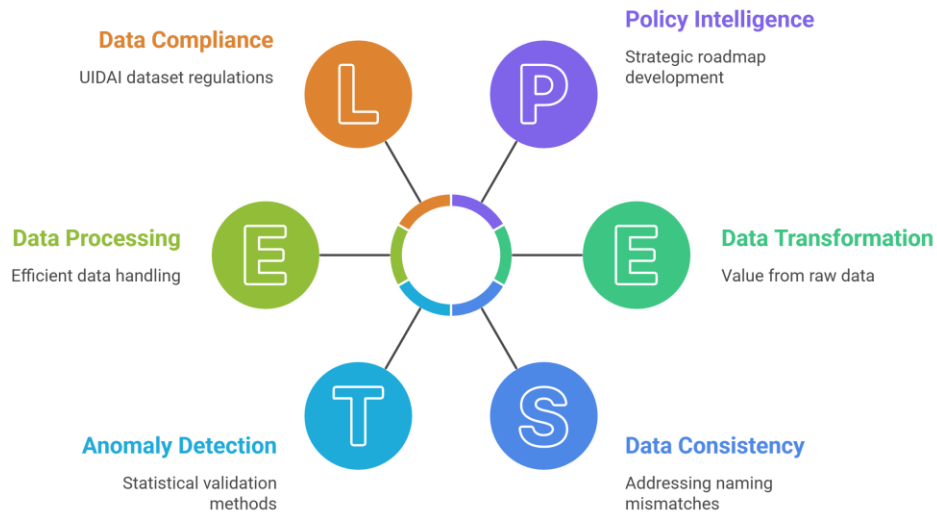 Policy Intelligence
Strategic roadmap
development
P
Data Compliance
UIDAI dataset regulations
L
Data Processing
Efficient data handling
E
E
Data Transformation
Value from raw data
T
Anomaly Detection
Statistical validation
methods
S
Data Consistency
Addressing naming
mismatches